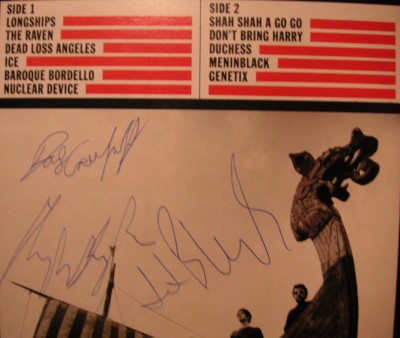 SIDE 1
LONGSHIPS
THE RAVEN
DEAD LOSS ANGELES
ICE
BAROQUE BORDELLO
NUCLEAR DEVICE
SIDE 2
SHAH SHAH A GO GO
DON'T BRING HARRY
DUCHESS
MENINBLACK
GENETIX